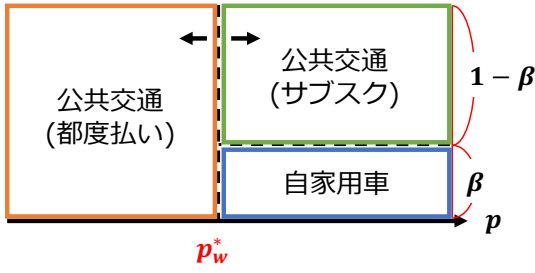 公共交通
(都度払い)
公共交通
(サブスク)
1 − β
自家用車
β
p
p*w